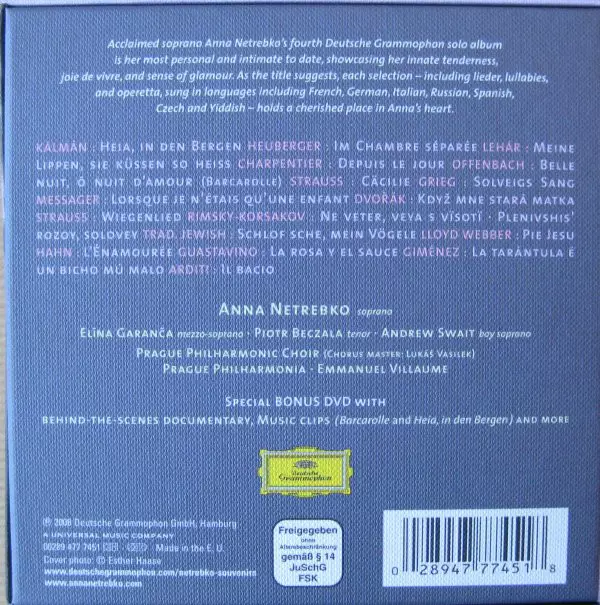 Acclaimed soprano Anna Netrebko's fourth Deutsche Grammophon solo album
is her most personal and intimate to date, showcasing her innate tenderness,
joie de vivre, and sense of glamour. As the title suggests, each selection – including lieder, lullabies,
and operetta, sung in languages including French, German, Italian, Russian, Spanish,
Czech and Yiddish – holds a cherished place in Anna's heart.
KÁLMÁN : HEIA, IN DEN BERGEN HEUBERGER : IM CHAMBRE SÉPARÉE LEHÁR : MEINE
LIPPEN, SIE KÜSSEN SO HEISS CHARPENTIER : DEPUIS LE JOUR OFFENBACH : BELLE
NUIT, Ô NUIT D'AMOUR (BARCAROLLE) STRAUSS : CÄCILIE GRIEG : SOLVEIGS SANG
MESSAGER : LORSQUE JE N'ÉTAIS QU'UNE ENFANT DVOŘÁK : KDYŽ MNE STARÁ MATKA
STRAUSS : WIEGENLIED RIMSKY-KORSAKOV : NE VETER, VEYA S VÏSOTÏ · PLENIVSHIS'
ROZOY, SOLOVEY TRAD. JEWISH : SCHLOF SCHE, MEIN VÖGELE LLOYD WEBBER : PIE JESU
HAHN : L'ÉNAMOURÉE GUASTAVINO : LA ROSA Y EL SAUCE GIMÉNEZ : LA TARÁNTULA É
UN BICHO MÚ MALO ARDITI : IL BACIO
ANNA NETREBKO soprano
ELĪNA GARANČA mezzo-soprano · PIOTR BECZALA tenor · ANDREW SWAIT boy soprano
PRAGUE PHILHARMONIC CHOIR (CHORUS MASTER: LUKÁŠ VASILEK)
PRAGUE PHILHARMONIA · EMMANUEL VILLAUME
SPECIAL BONUS DVD WITH
BEHIND-THE-SCENES DOCUMENTARY, MUSIC CLIPS (Barcarolle and Heia, in den Bergen) AND MORE
Deutsche
Grammophon
℗ 2008 Deutsche Grammophon GmbH, Hamburg
A UNIVERSAL MUSIC COMPANY
00289 477 7451 Made in the E. U.
Cover photo: © Esther Haase
www.deutschegrammophon.com/netrebko-souvenirs
www.annanetrebko.com
Freigegeben
ohne
Altersbeschränkung
gemäß § 14
JuSchG
FSK
0 28947 77451 8